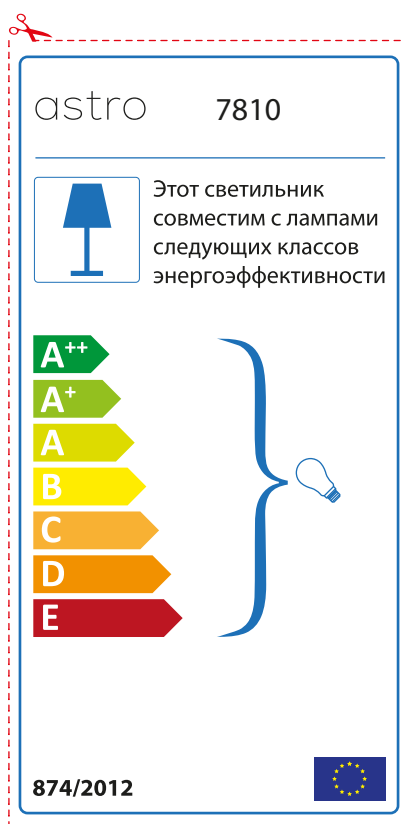 astro 7810
Этот светильник
совместим с лампами
следующих классов
энергоэффективности
A++
A+
A
B
C
D
E
874/2012